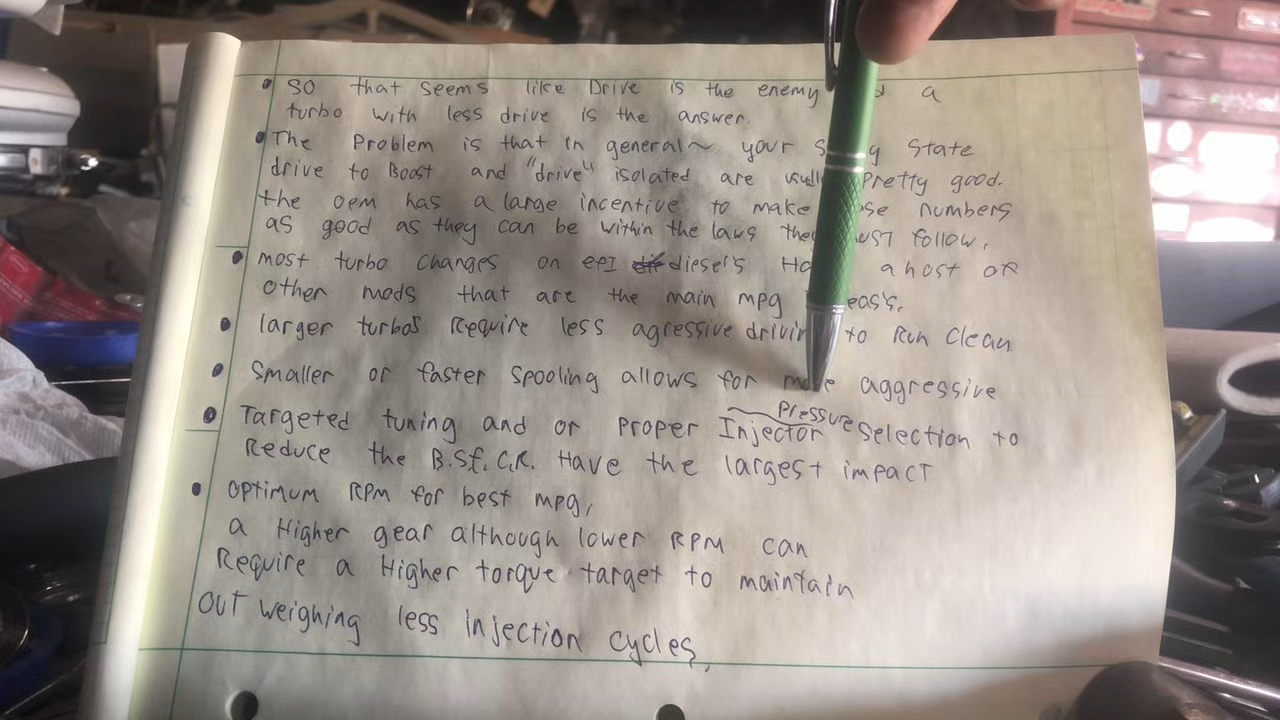 • SO that seems like Drive is the enemy a
turbo with less drive is the answer.
• The Problem is that in general~ your State
drive to Boost and "drive" isolated are Pretty good.
the oem has a large incentive to make numbers
as good as they can be within the laws follow.
• most turbo changes on efI diesel's a host of
other mods that are the main mpg
• larger turbos Require less agressive to Run Clean
• Smaller or faster Spooling allows for aggressive
• Targeted tuning and or proper Injector Pressure Selection to
Reduce the B.S.f.C.R. Have the largest impact
• optimum RPM for best mpg,
a Higher gear although lower RPM can
Require a Higher torque target to maintain
out weighing less injection cycles,